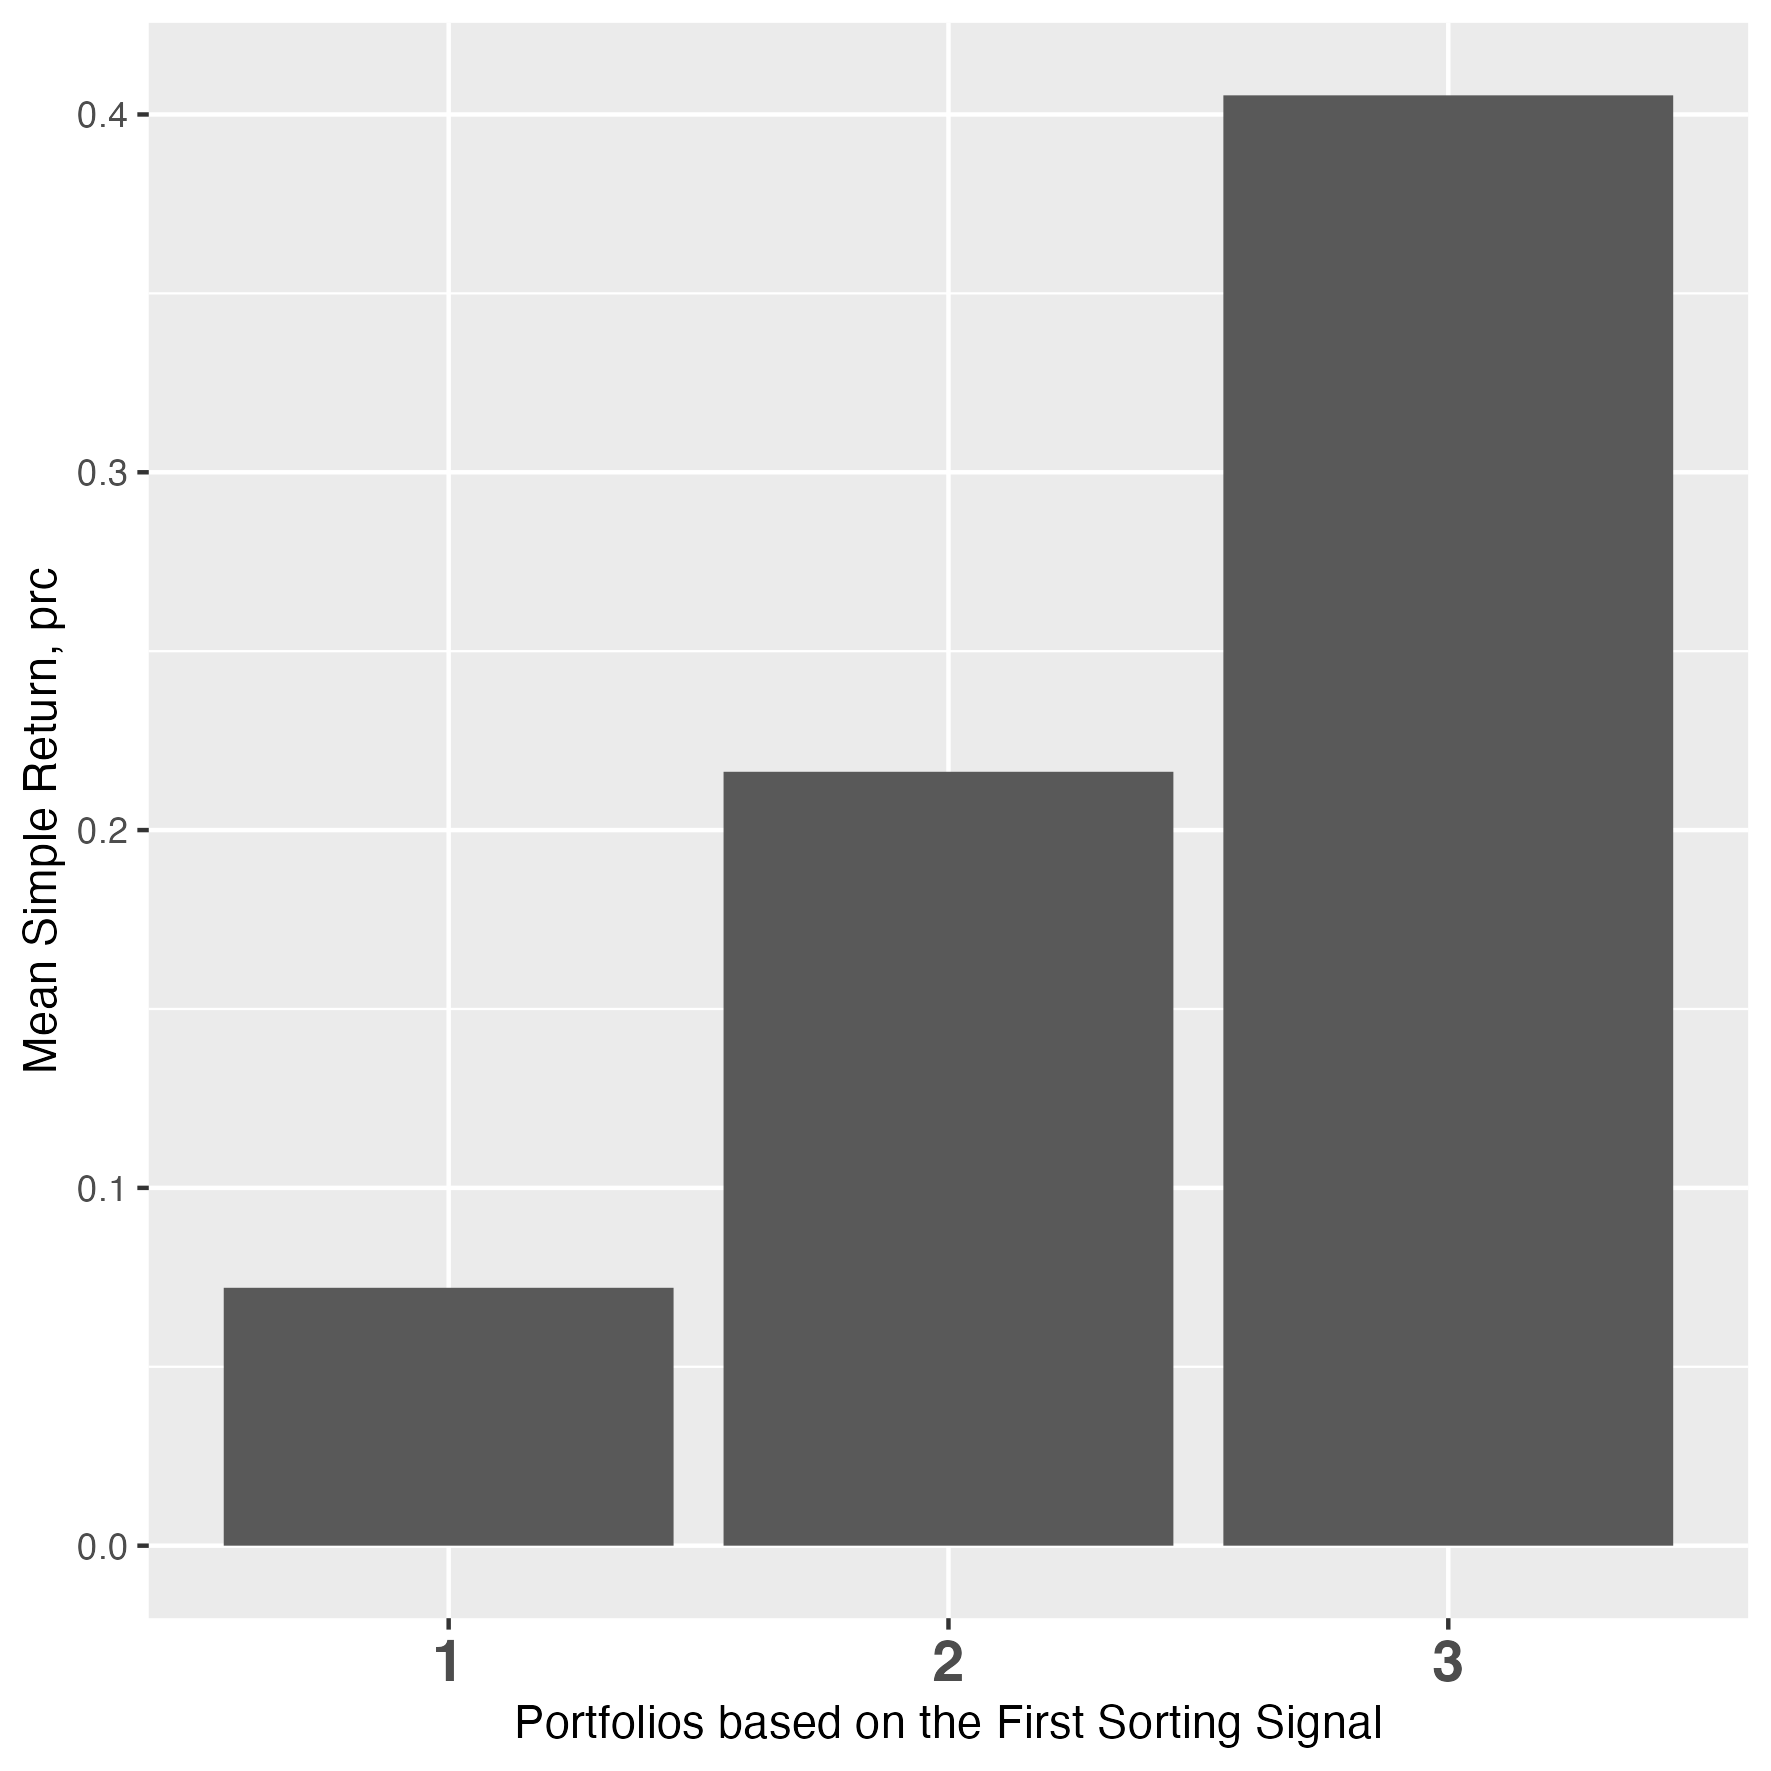 Mean Simple Return, prc
0.4
0.3
0.2
0.1
0.0
1 2 3
Portfolios based on the First Sorting Signal